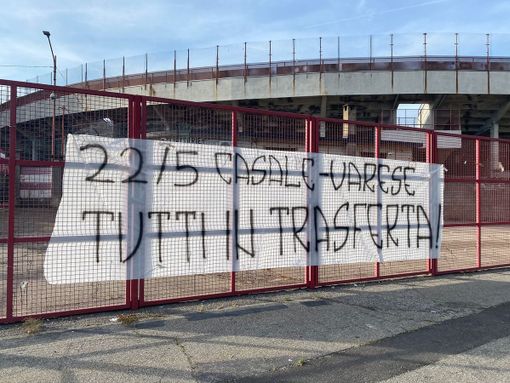 22/5 CASALE-VARESE
TUTTI IN TRASFERTA!